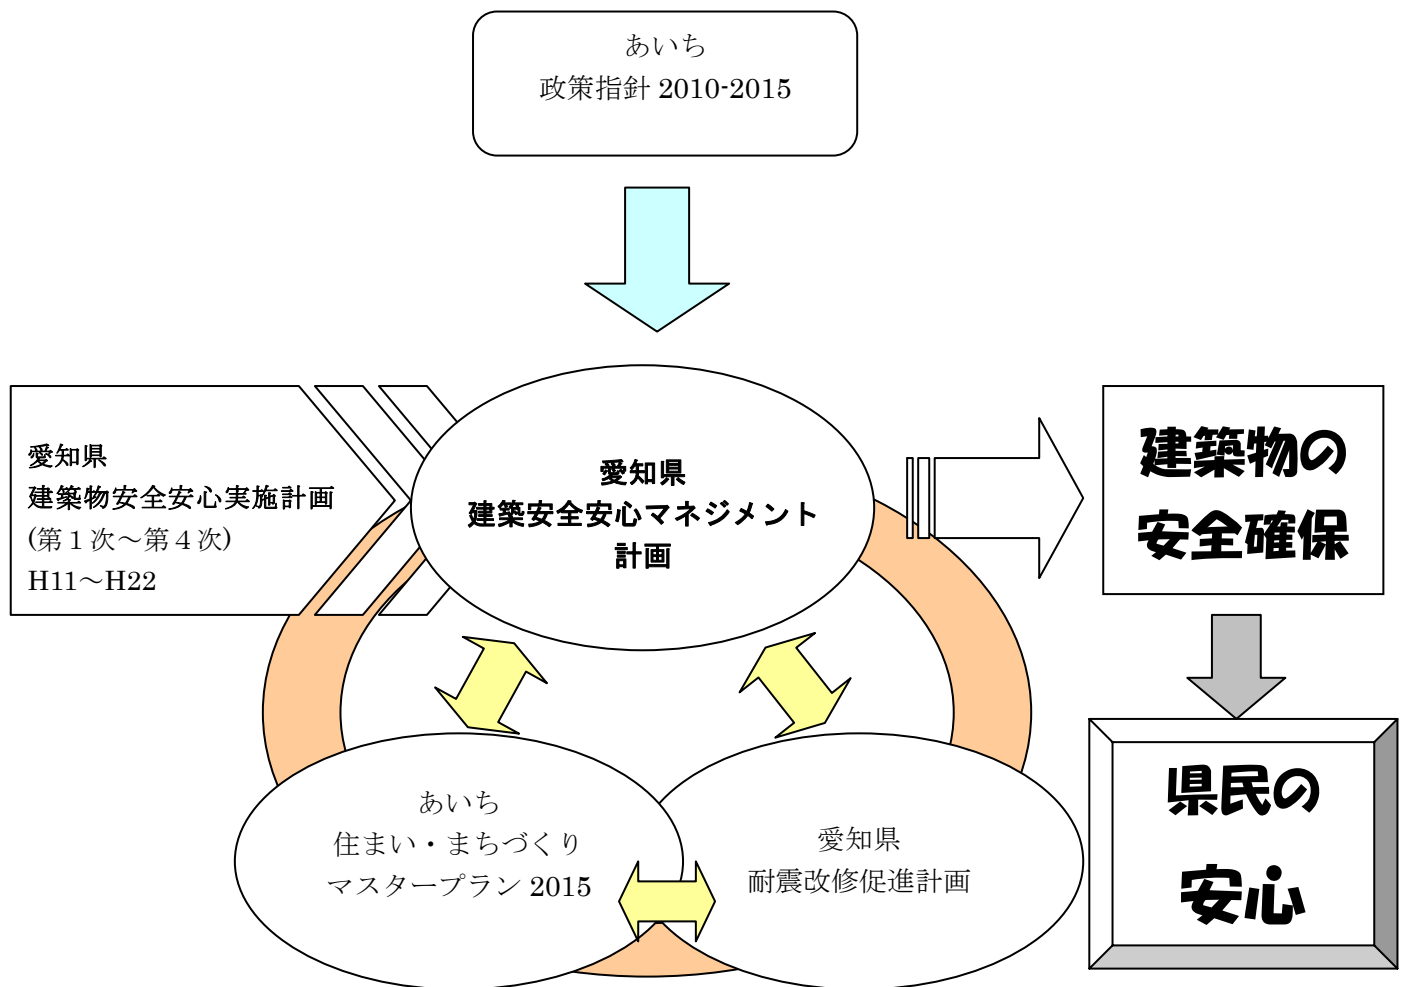 あいち
政策指針 2010-2015
愛知県
建築物安全安心実施計画
(第１次～第４次)
H11～H22
愛知県
建築安全安心マネジメント
計画
建築物の
安全確保
県民の
安心
あいち
住まい・まちづくり
マスタープラン 2015
愛知県
耐震改修促進計画